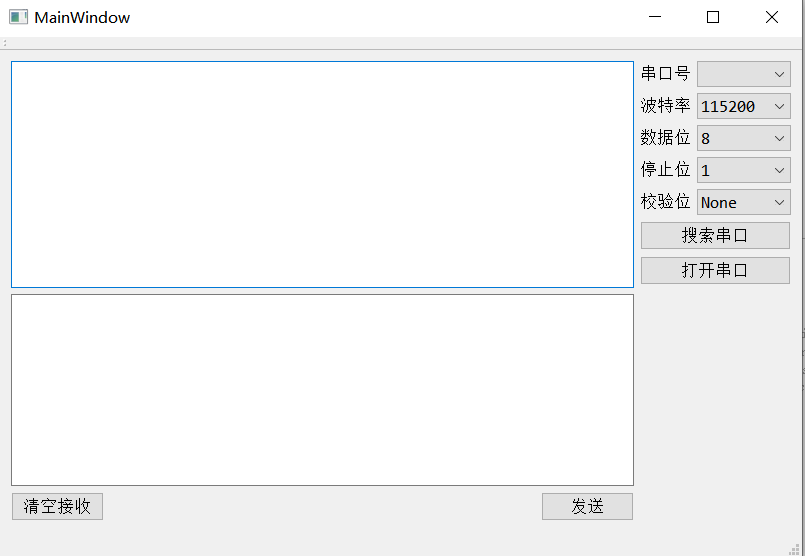 MainWindow
串口号
波特率 115200
数据位 8
停止位 1
校验位 None
搜索串口
打开串口
清空接收 发送